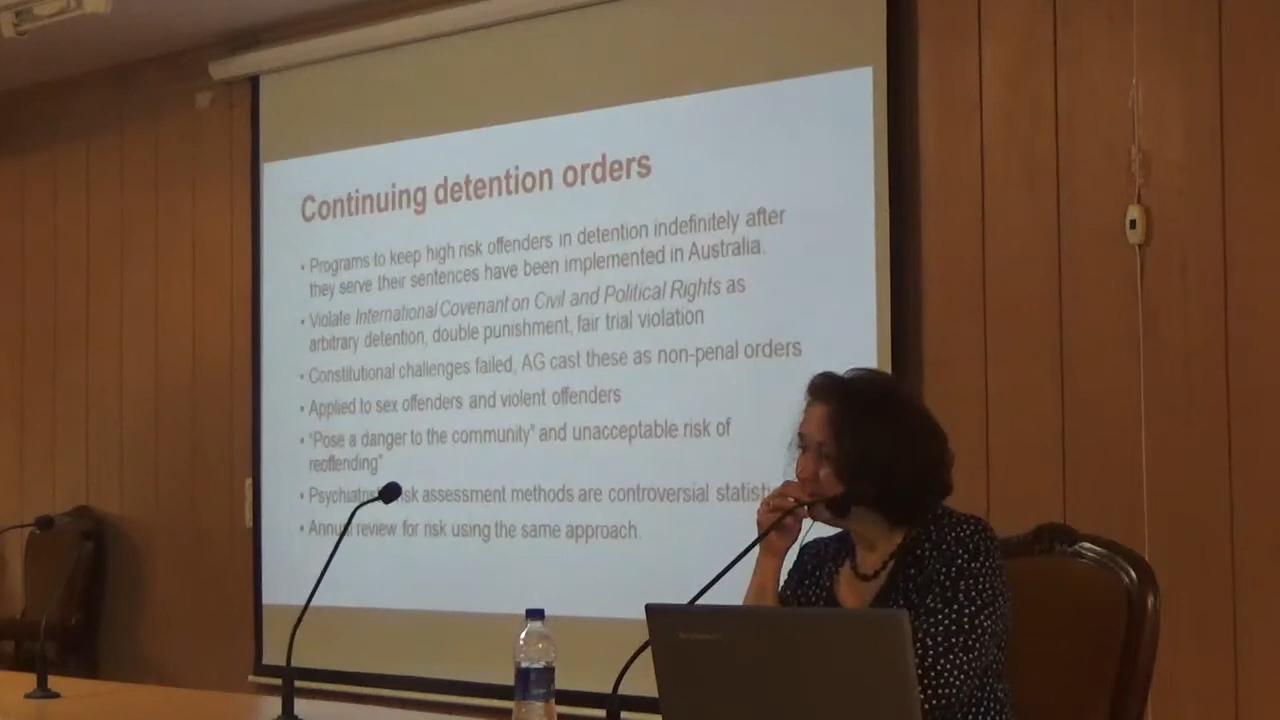 Continuing detention orders
• Programs to keep high risk offenders in detention indefinitely after
they serve their sentences have been implemented in Australia.
• Violate International Covenant on Civil and Political Rights as
arbitrary detention, double punishment, fair trial violation
• Constitutional challenges failed, AG cast these as non-penal orders
• Applied to sex offenders and violent offenders
• "Pose a danger to the community" and unacceptable risk of
reoffending"
• assessment methods are controversial
• Annual review for risk using the same approach.